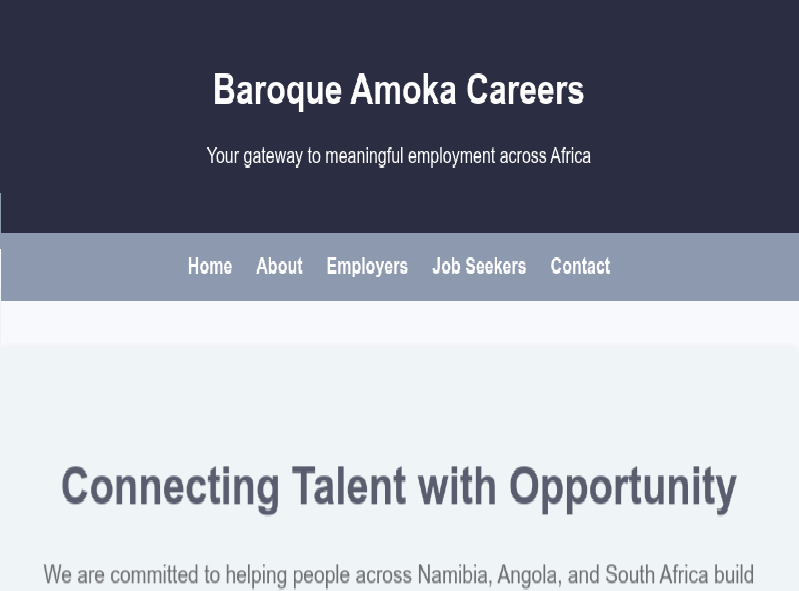 Baroque Amoka Careers
Your gateway to meaningful employment across Africa
Home About Employers Job Seekers Contact
Connecting Talent with Opportunity
We are committed to helping people across Namibia, Angola, and South Africa build